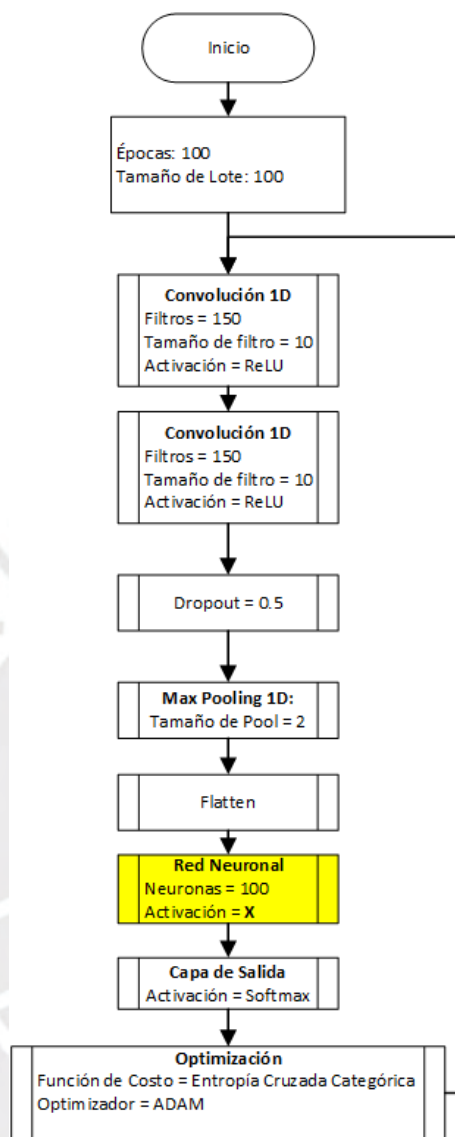 Inicio
Épocas: 100
Tamaño de Lote: 100
Convolución 1D
Filtros = 150
Tamaño de filtro = 10
Activación = ReLU
Convolución 1D
Filtros = 150
Tamaño de filtro = 10
Activación = ReLU
Dropout = 0.5
Max Pooling 1D:
Tamaño de Pool = 2
Flatten
Red Neuronal
Neuronas = 100
Activación = X
Capa de Salida
Activación = Softmax
Optimización
Función de Costo = Entropía Cruzada Categórica
Optimizador = ADAM